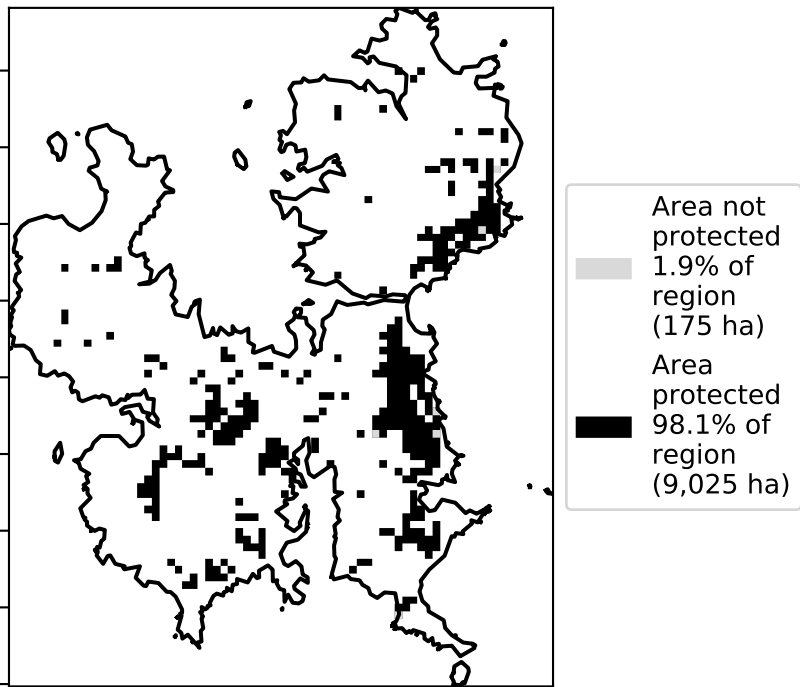 Area not
protected
1.9% of
region
(175 ha)
Area
protected
98.1% of
region
(9,025 ha)